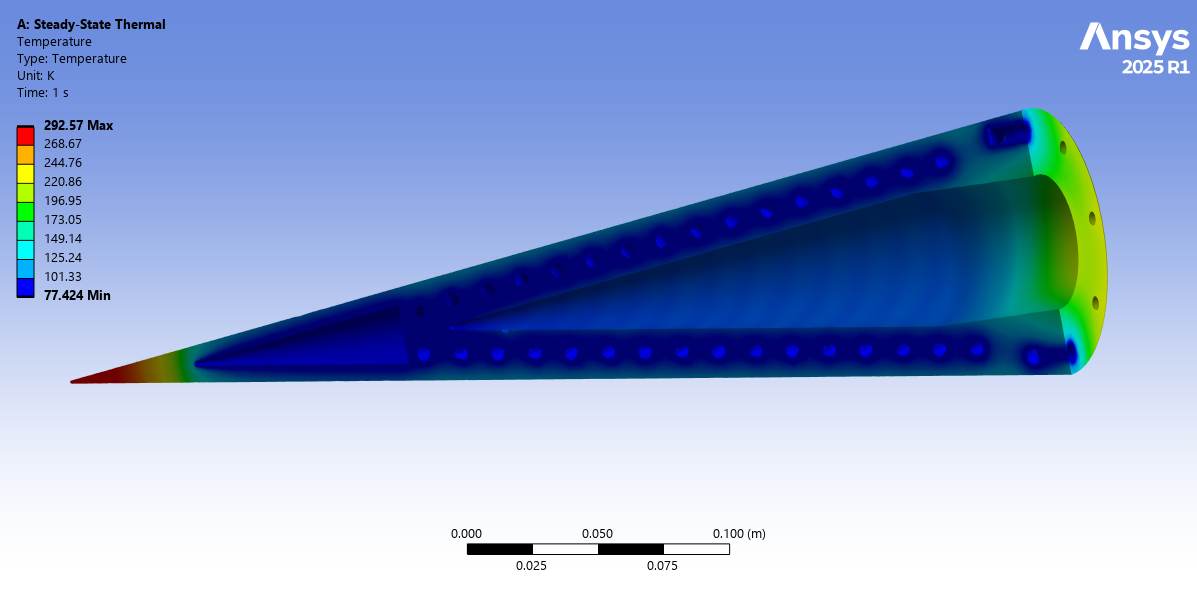 A: Steady-State Thermal
Temperature
Type: Temperature
Unit: K
Time: 1 s
Ansys
2025 R1
292.57 Max
268.67
244.76
220.86
196.95
173.05
149.14
125.24
101.33
77.424 Min
0.000 0.050 0.100 (m)
0.025 0.075